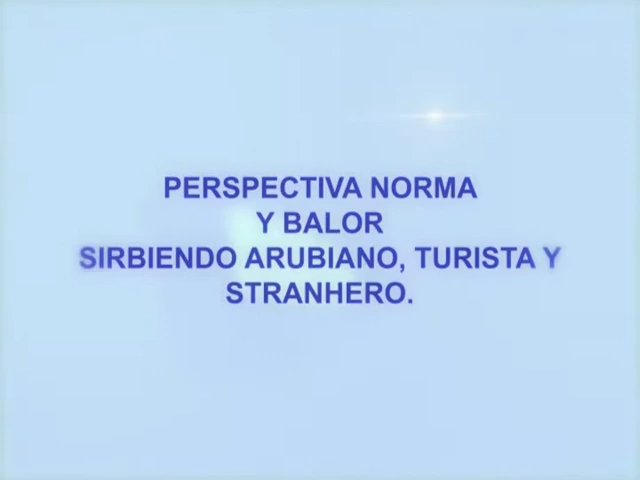 PERSPECTIVA NORMA
Y BALOR
SIRBIENDO ARUBIANO, TURISTA Y
STRANHERO.